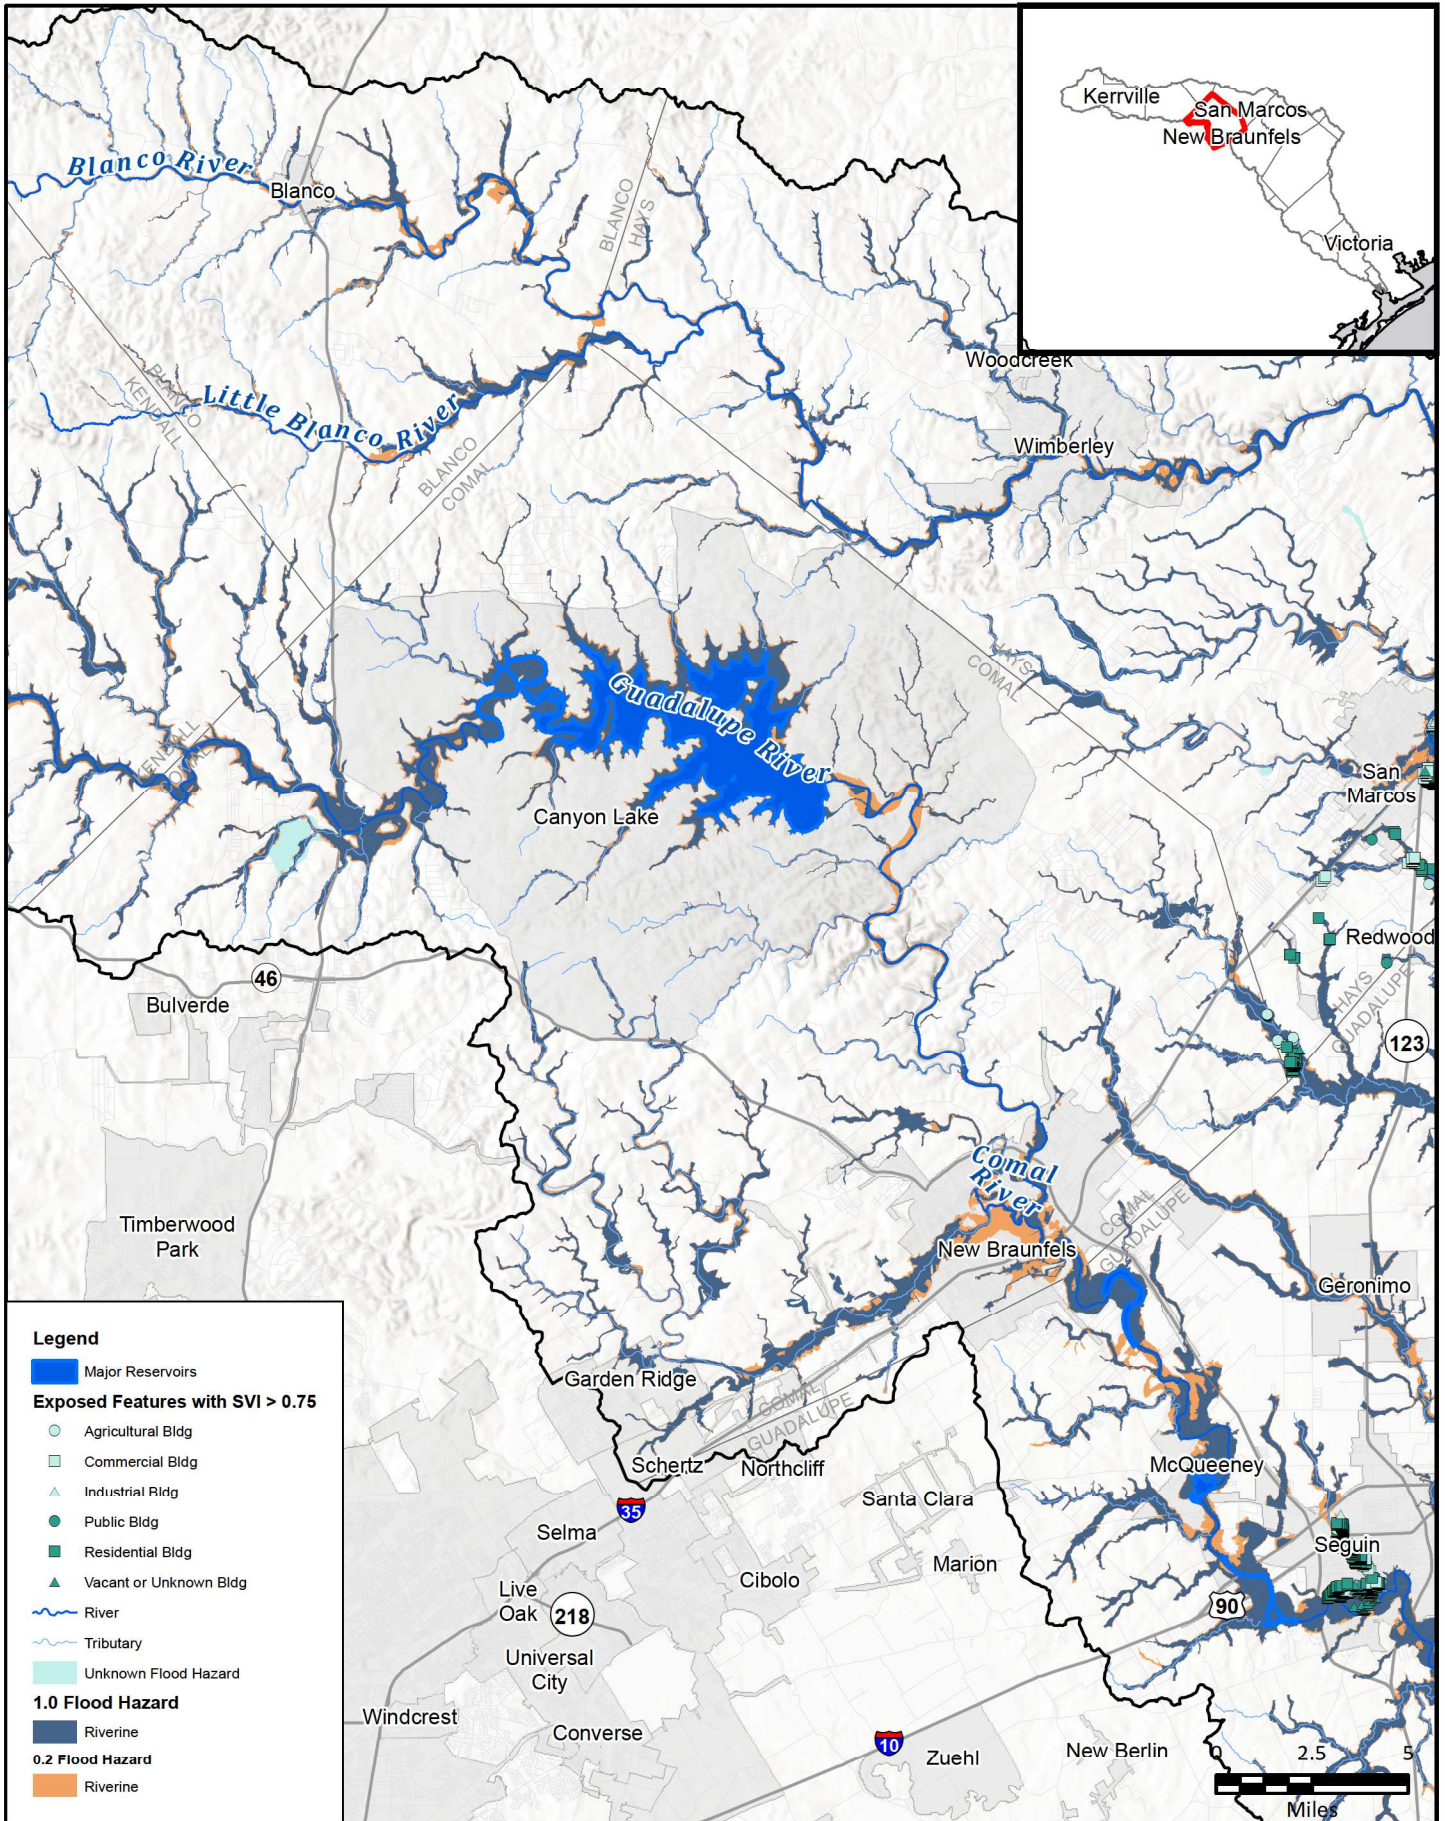 Kerrville
San Marcos
New Braunfels
Victoria
Blanco River
Blanco
BLANCO
HAYS
Woodcreek
BLANCO
KENDALL
Little Blanco River
Wimberley
BLANCO
COMAL
HAYS
COMAL
Guadalupe River
KENDALL
COMAL
San
Marcos
Canyon Lake
Redwood
46
Bulverde
HAYS
GUADALUPE
123
Comal
River
COMAL
GUADALUPE
Timberwood
Park
New Braunfels
Geronimo
Garden Ridge
COMAL
GUADALUPE
Schertz
Northcliff
McQueeney
Santa Clara
35
Selma
Seguin
Marion
Cibolo
Live
Oak
218
90
Universal
City
Windcrest
Converse
10
Zuehl
New Berlin
Legend
Major Reservoirs
Exposed Features with SVI > 0.75
Agricultural Bldg
Commercial Bldg
Industrial Bldg
Public Bldg
Residential Bldg
Vacant or Unknown Bldg
River
Tributary
Unknown Flood Hazard
1.0 Flood Hazard
Riverine
0.2 Flood Hazard
Riverine
0 2.5 5
Miles